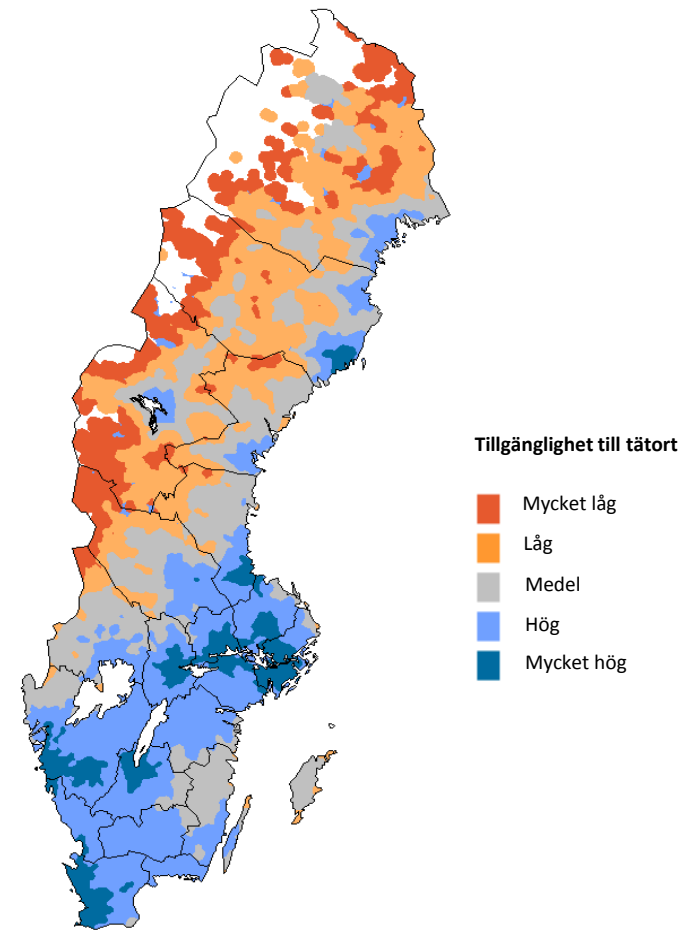 Tillgänglighet till tätort
Mycket låg
Låg
Medel
Hög
Mycket hög